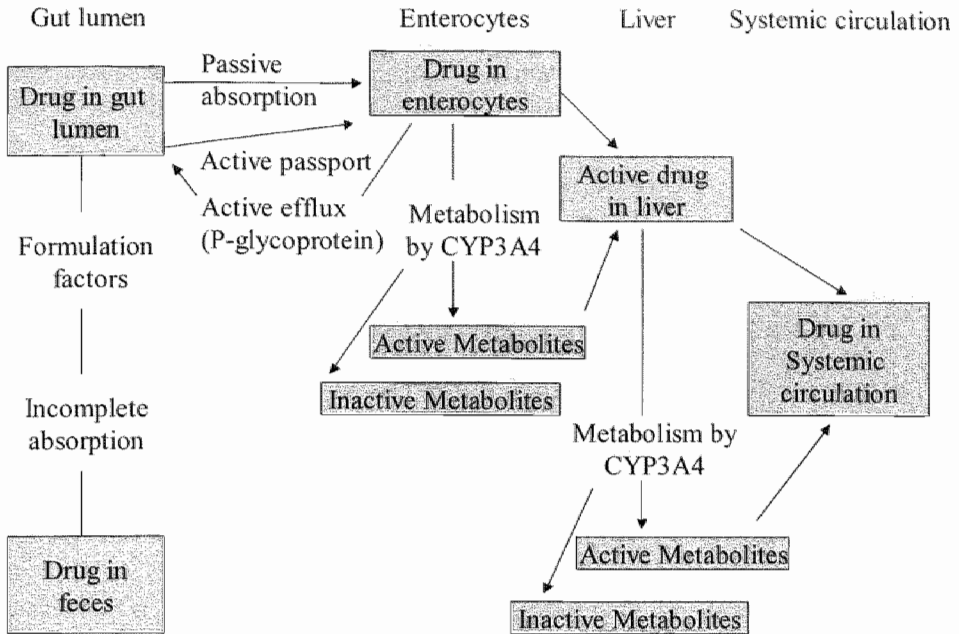 Gut lumen
Enterocytes
Liver
Systemic circulation
Drug in gut
lumen
Passive
absorption
Drug in
enterocytes
Active passport
Active efflux
(P-glycoprotein)
Metabolism
by CYP3A4
Active drug
in liver
Formulation
factors
Active Metabolites
Inactive Metabolites
Drug in
Systemic
circulation
Incomplete
absorption
Metabolism by
CYP3A4
Drug in
feces
Active Metabolites
Inactive Metabolites